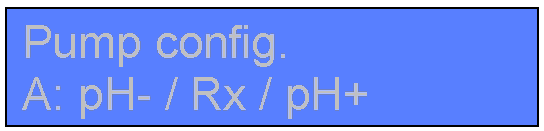 Pump config.
A: pH- / Rx / pH+